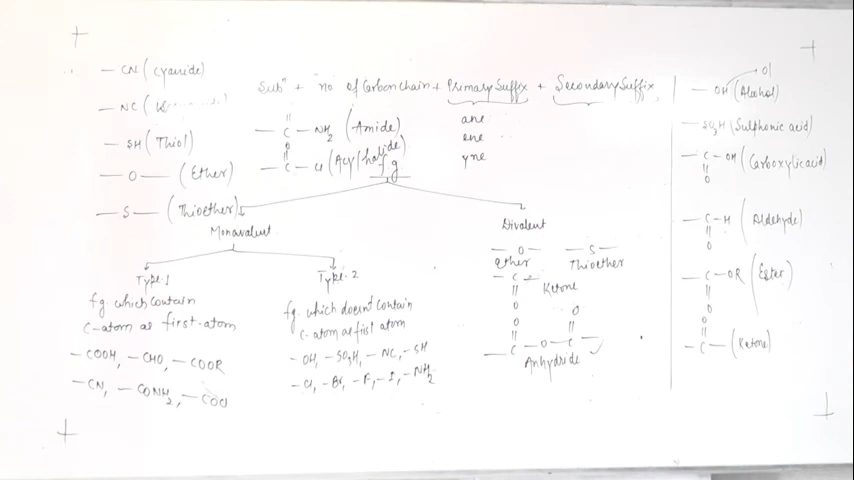 —CN (Cyanide)
—NC (
—SH (Thiol)
—O— (Ether)
—S— (Thioether)
Subⁿ + no of Carbon chain + Primary Suffix + Secondary Suffix
ane
ene
yne
—C—NH₂ (Amide)
O
—C—Cl (Acyl halide)
f.g
Monovalent
Divalent
Type-1
f.g. which contain
C-atom as first-atom
—COOH, —CHO, —COOR
—CN, —CONH₂, —COCl
Type-2
f.g. which doesn't contain
C-atom as first atom
—OH, —SO₃H, —NC, —SH
—Cl, —Br, —F, —I, —NH₂
—O—
Ether
—S—
Thioether
—C—
O
Ketone
O O
—C—O—C—
Anhydride
ol
—OH (Alcohol)
—SO₃H (Sulphonic acid)
—C—OH (Carboxylic acid)
O
—C—H (Aldehyde)
O
—C—OR (Ester)
O
O
—C— (Ketone)